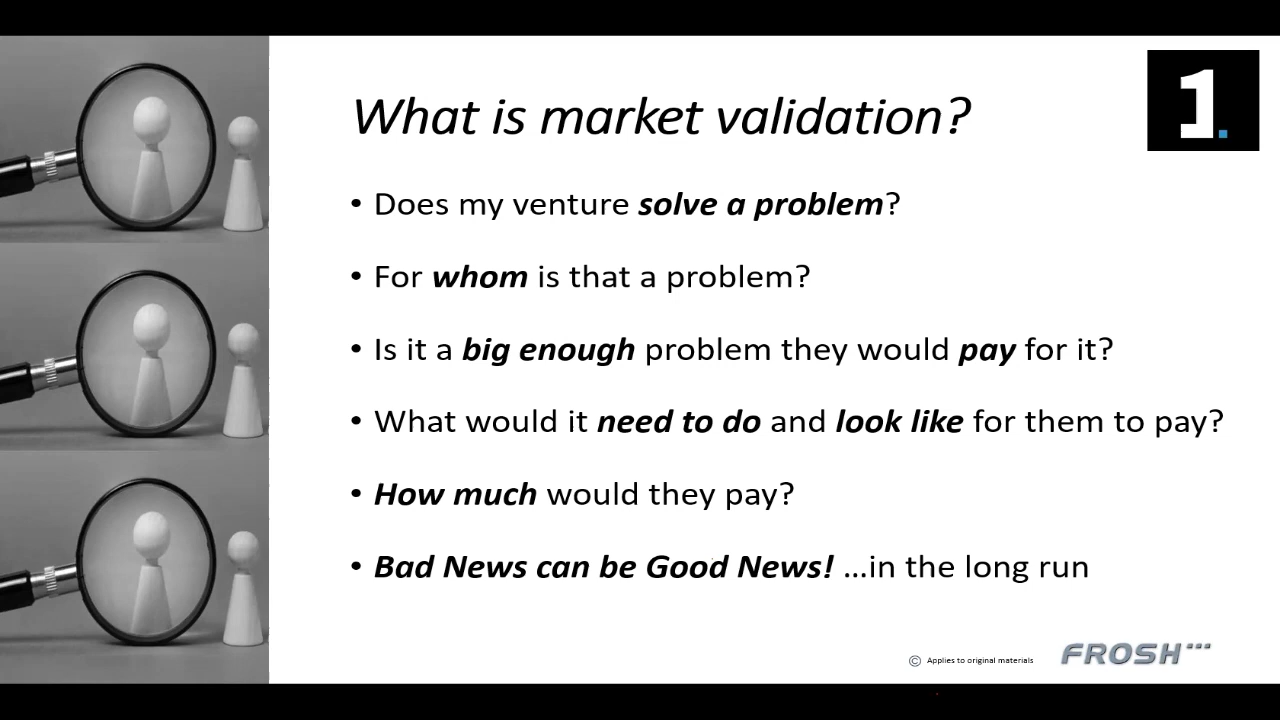 What is market validation?
1.
• Does my venture solve a problem?
• For whom is that a problem?
• Is it a big enough problem they would pay for it?
• What would it need to do and look like for them to pay?
• How much would they pay?
• Bad News can be Good News! ...in the long run
© Applies to original materials
FROSH